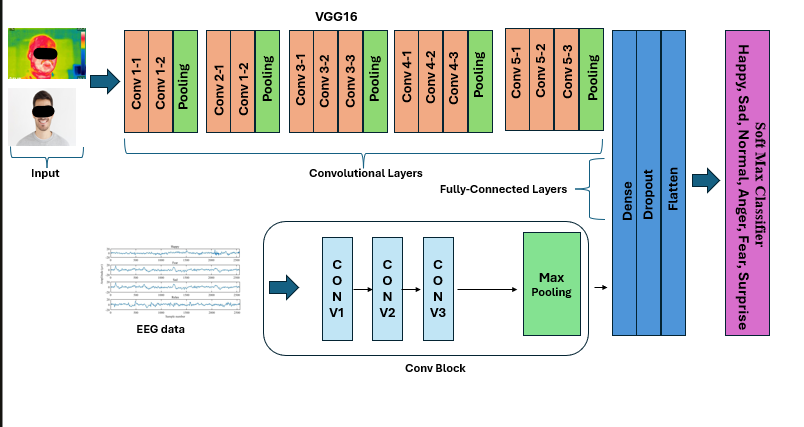 VGG16
Conv 1-1
Conv 1-2
Pooling
Conv 2-1
Conv 1-2
Pooling
Conv 3-1
Conv 3-2
Conv 3-3
Pooling
Conv 4-1
Conv 4-2
Conv 4-3
Pooling
Conv 5-1
Conv 5-2
Conv 5-3
Pooling
Input
Convolutional Layers
Fully-Connected Layers
Dense
Dropout
Flatten
Soft Max Classifier
Happy, Sad, Normal, Anger, Fear, Surprise
EEG data
CONV1
CONV2
CONV3
Max
Pooling
Conv Block